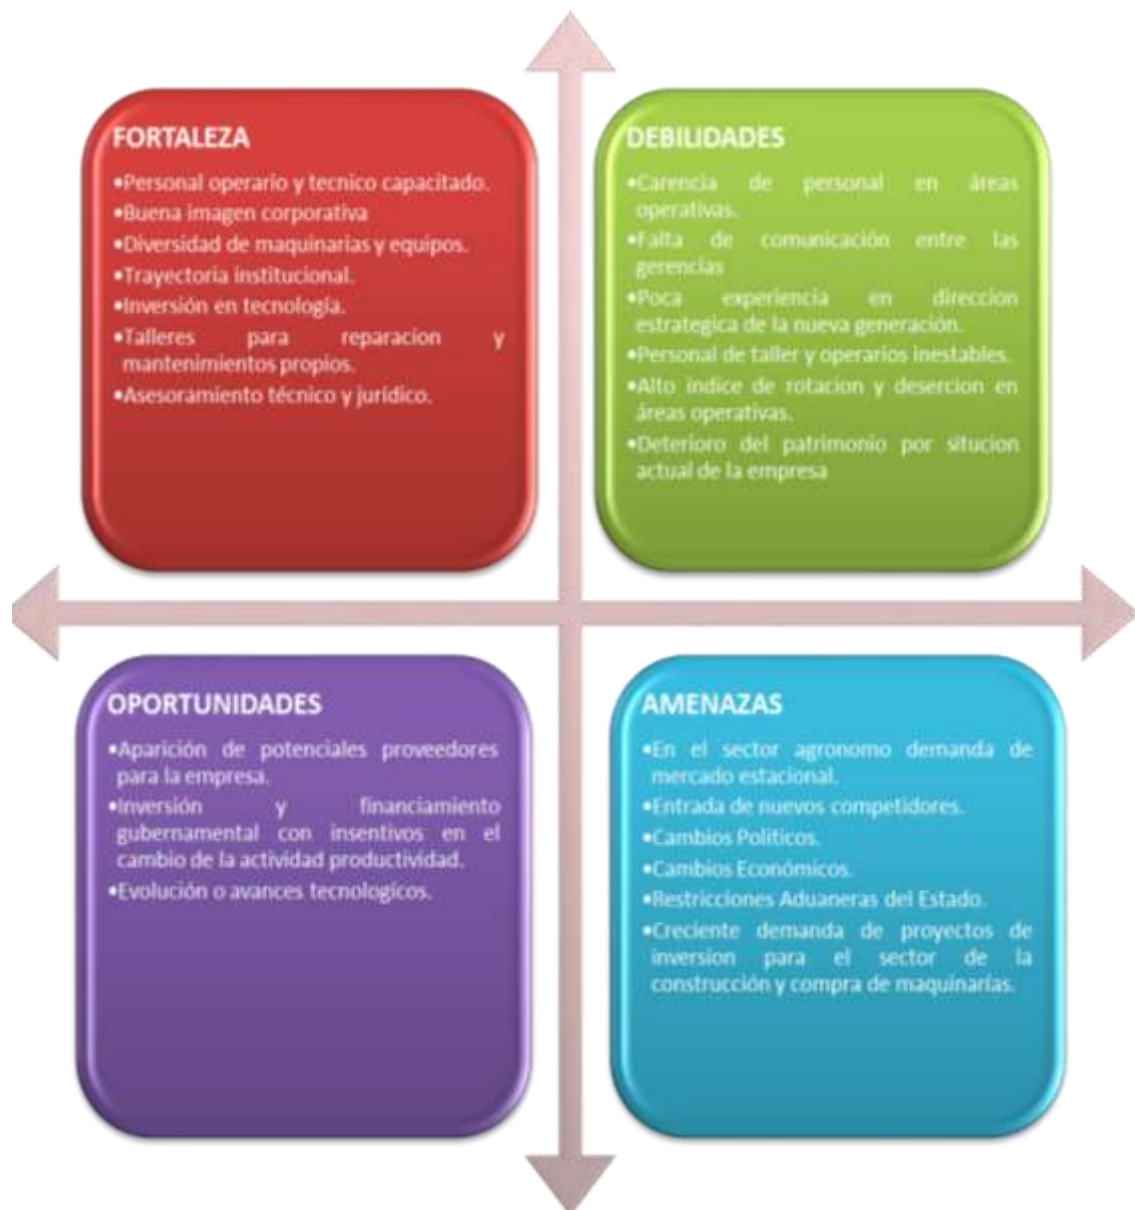 FORTALEZA
•Personal operario y tecnico capacitado.
•Buena imagen corporativa
•Diversidad de maquinarias y equipos.
•Trayectoria institucional.
•Inversión en tecnología.
•Talleres para reparacion y
mantenimientos propios.
•Asesoramiento técnico y jurídico.
DEBILIDADES
•Carencia de personal en áreas
operativas.
•Falta de comunicación entre las
gerencias
•Poca experiencia en direccion
estrategica de la nueva generación.
•Personal de taller y operarios inestables.
•Alto índice de rotacion y desercion en
áreas operativas.
•Deterioro del patrimonio por situcion
actual de la empresa
OPORTUNIDADES
•Aparición de potenciales proveedores
para la empresa.
•Inversión y financiamiento
gubernamental con insentivos en el
cambio de la actividad productividad.
•Evolución o avances tecnologicos.
AMENAZAS
•En el sector agronomo demanda de
mercado estacional.
•Entrada de nuevos competidores.
•Cambios Políticos.
•Cambios Económicos.
•Restricciones Aduaneras del Estado.
•Creciente demanda de proyectos de
inversion para el sector de la
construcción y compra de maquinarías.